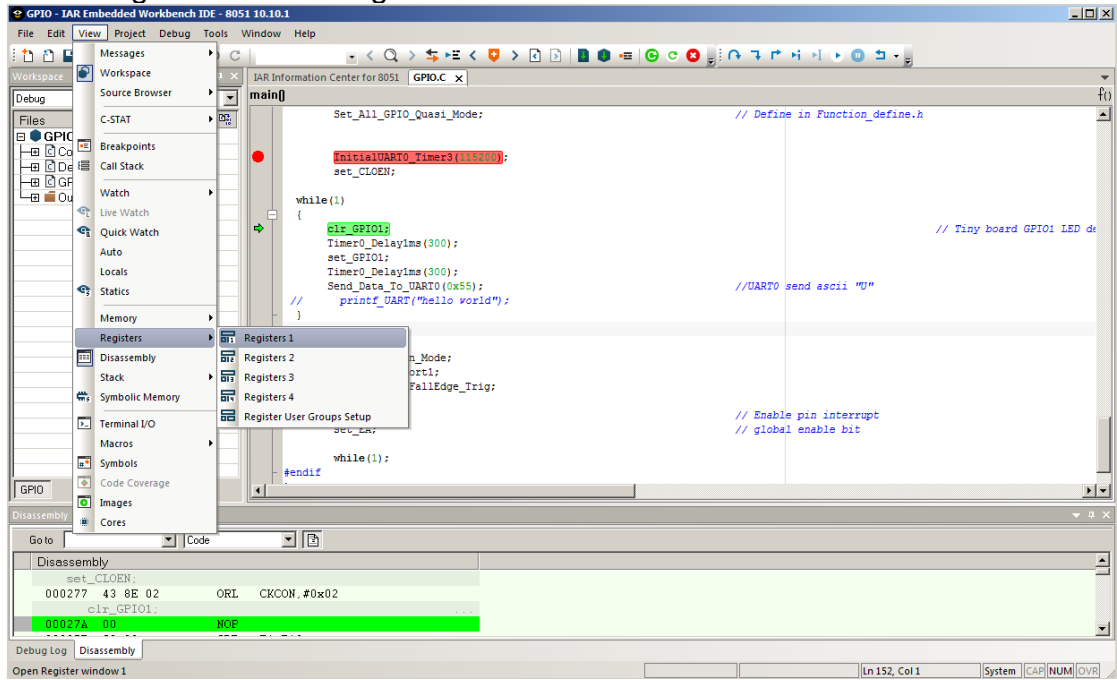 GPIO - IAR Embedded Workbench IDE - 8051 10.10.1
File Edit View Project Debug Tools Window Help
Workspace
IAR Information Center for 8051 GPIO.C x
Debug
main()
f()
Files
GPIO
Co
De
GP
Ou
GPIO
Messages
Workspace
Source Browser
C-STAT
Breakpoints
Call Stack
Watch
Live Watch
Quick Watch
Auto
Locals
Statics
Memory
Registers
Disassembly
Stack
Symbolic Memory
Terminal I/O
Macros
Symbols
Code Coverage
Images
Cores
Registers 1
Registers 2
Registers 3
Registers 4
Register User Groups Setup
Set_All_GPIO_Quasi_Mode; // Define in Function_define.h
InitialUART0_Timer3(115200);
set_CLOEN;
while(1)
{
clr_GPIO1; // Tiny board GPIO1 LED de
Timer0_Delay1ms(300);
set_GPIO1;
Timer0_Delay1ms(300);
Send_Data_To_UART0(0x55); //UART0 send ascii "U"
// printf_UART("hello world");
}
n_Mode;
ort1;
FallEdge_Trig;
// Enable pin interrupt
set_EA; // global enable bit
while(1);
#endif
Disassembly
Go to Code
Disassembly
set_CLOEN;
000277 43 8E 02 ORL CKCON,#0x02
clr_GPIO1;
00027A 00 NOP
Debug Log Disassembly
Open Register window 1 Ln 152, Col 1 System CAP NUM OVR